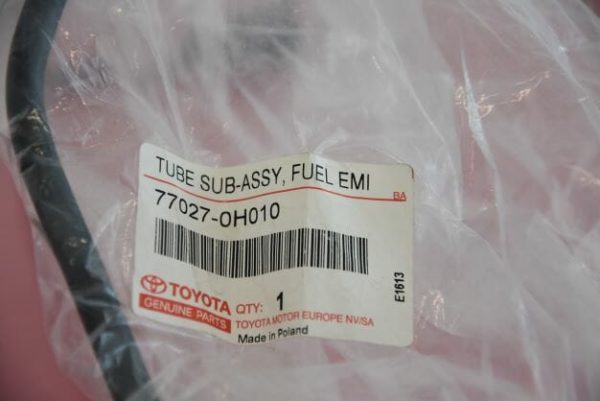 TUBE SUB-ASSY, FUEL EMI
BA
77027-0H010
E1613
TOYOTA
GENUINE PARTS
QTY: 1
TOYOTA MOTOR EUROPE NV/SA
Made in Poland